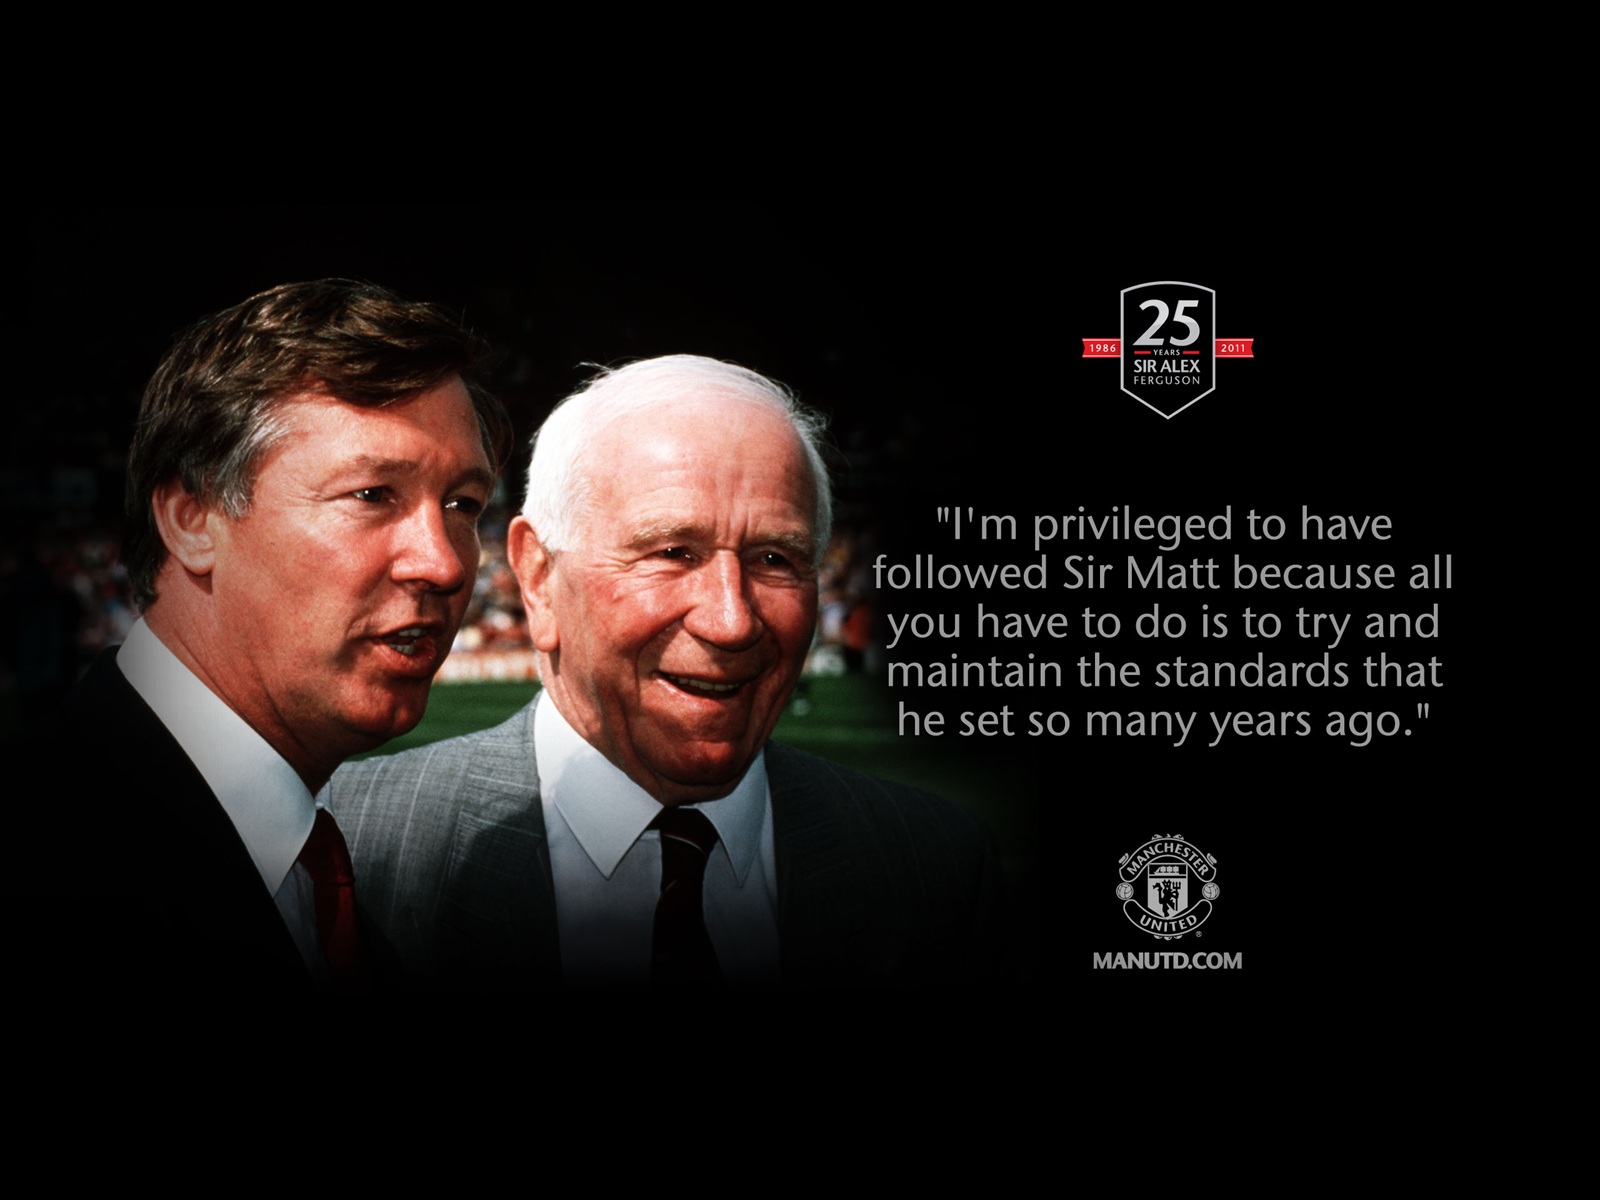 25
YEARS
1986
2011
SIR ALEX
FERGUSON
"I'm privileged to have
followed Sir Matt because all
you have to do is to try and
maintain the standards that
he set so many years ago."
MANCHESTER
UNITED
®
MANUTD.COM